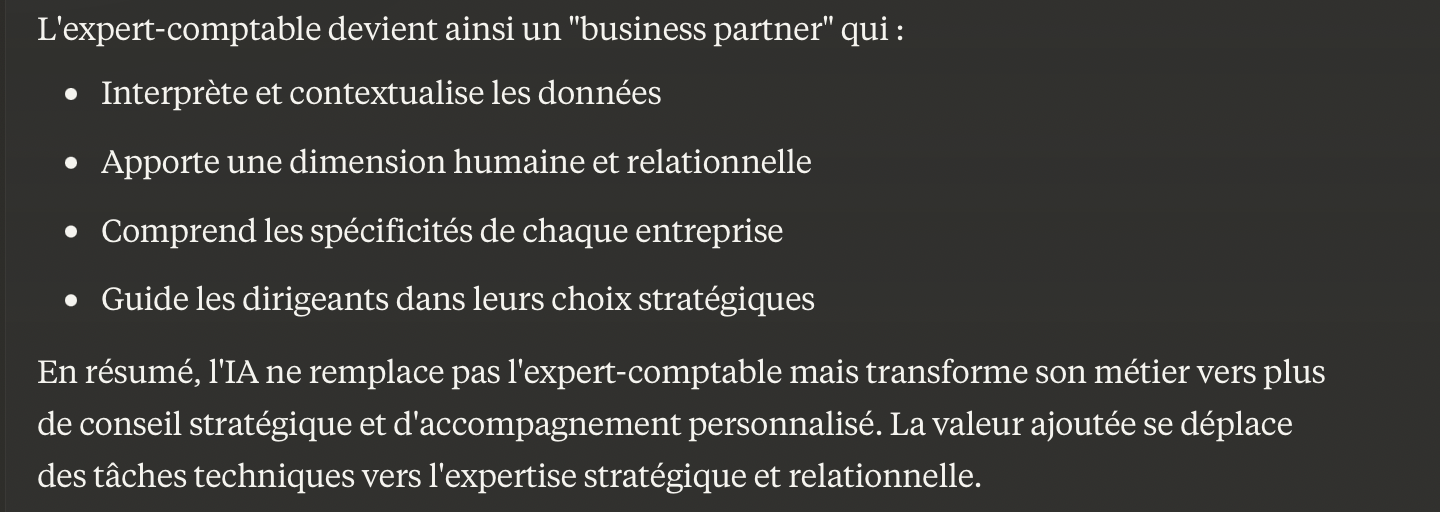 L'expert-comptable devient ainsi un "business partner" qui :
• Interprète et contextualise les données
• Apporte une dimension humaine et relationnelle
• Comprend les spécificités de chaque entreprise
• Guide les dirigeants dans leurs choix stratégiques
En résumé, l'IA ne remplace pas l'expert-comptable mais transforme son métier vers plus
de conseil stratégique et d'accompagnement personnalisé. La valeur ajoutée se déplace
des tâches techniques vers l'expertise stratégique et relationnelle.